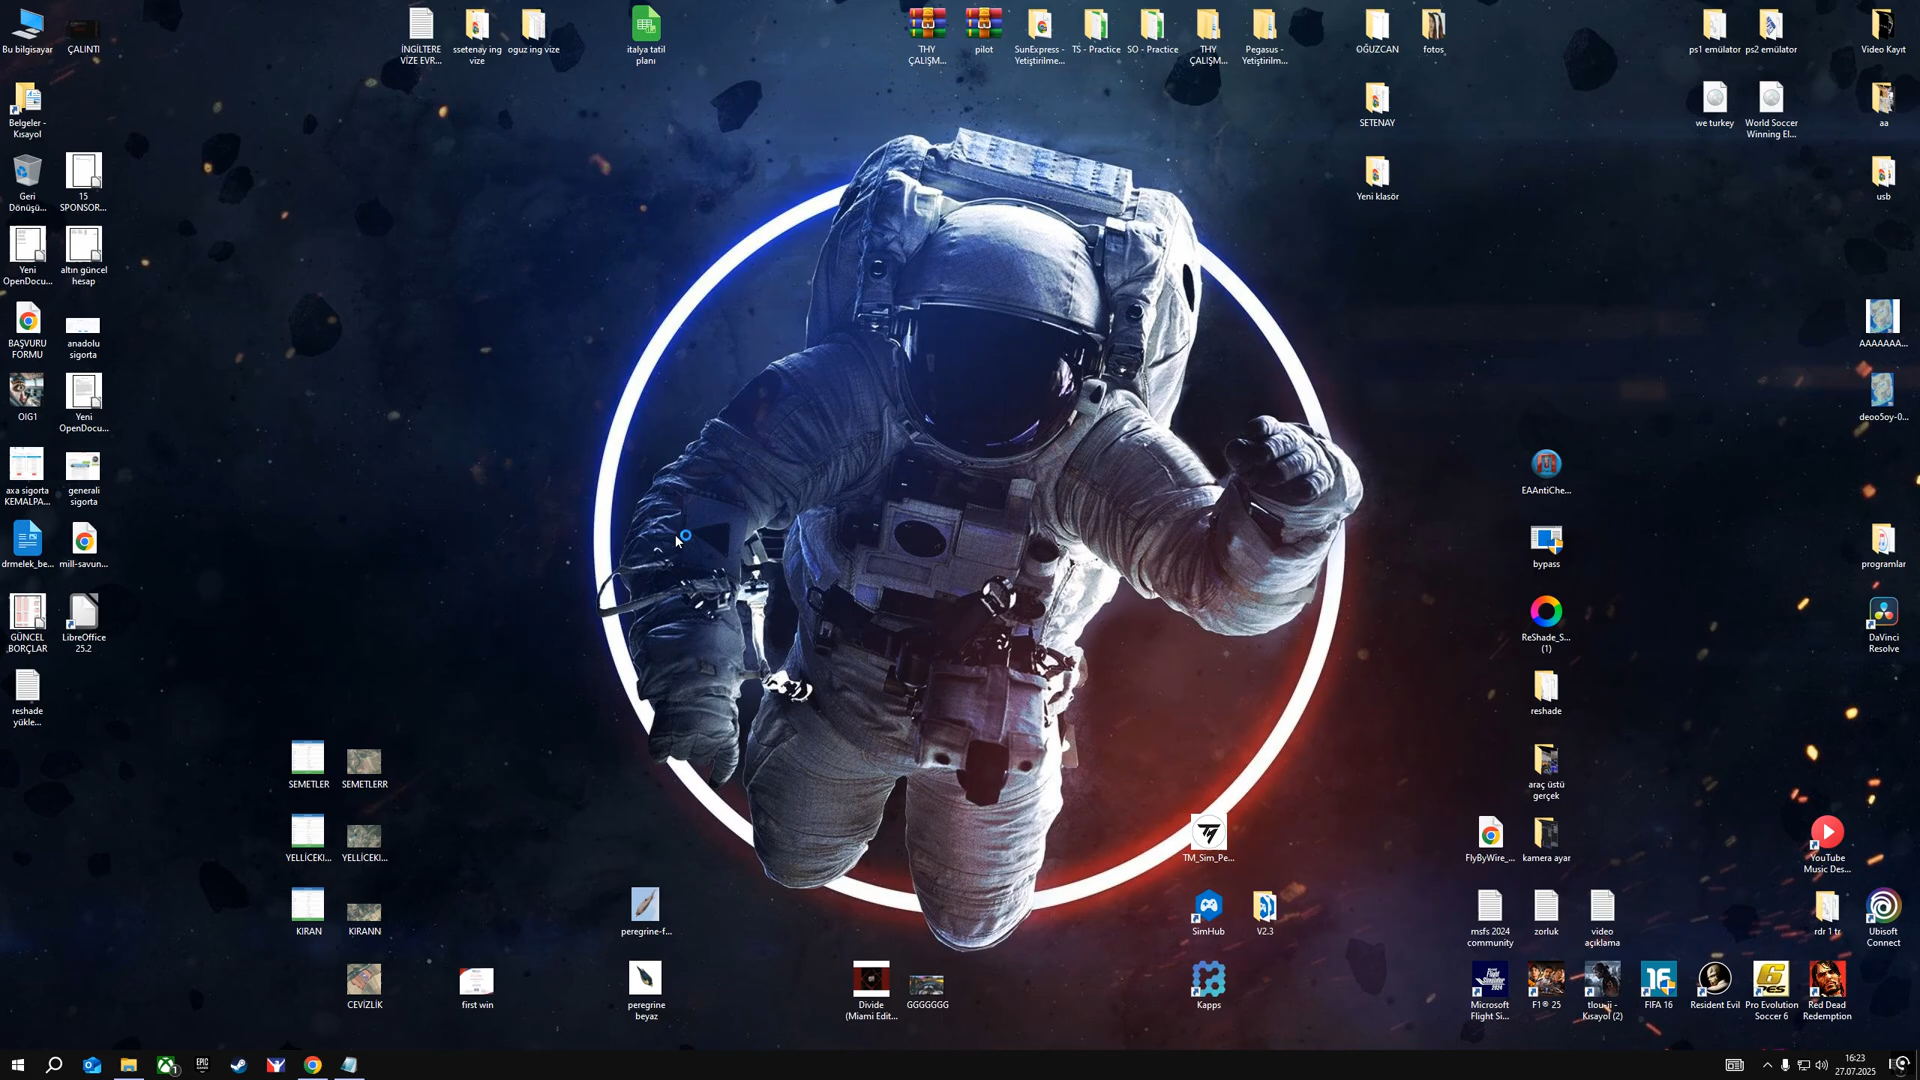 Bu bilgisayar
ÇALINTI
İNGİLTERE
VİZE EVR...
ssetenay ing
vize
oguz ing vize
italya tatil
planı
THY
ÇALIŞM...
pilot
SunExpress -
Yetiştirilme...
TS - Practice
SO - Practice
THY
ÇALIŞM...
Pegasus -
Yetiştirilm...
OĞUZCAN
fotos
ps1 emülator
ps2 emülator
Video Kayıt
Belgeler -
Kısayol
SETENAY
we turkey
World Soccer
Winning El...
aa
Geri
Dönüşü...
15
SPONSOR...
Yeni klasör
usb
Yeni
OpenDocu...
altın güncel
hesap
BAŞVURU
FORMU
anadolu
sigorta
AAAAAAA...
OIG1
Yeni
OpenDocu...
deoo5oy-0...
axa sigorta
KEMALPA...
generali
sigorta
EAAntiChe...
drmelek_be...
mill-savun...
bypass
programlar
GÜNCEL
BORÇLAR
LibreOffice
25.2
ReShade_S...
(1)
DaVinci
Resolve
reshade
yükle...
reshade
SEMETLER
SEMETLERR
araç üstü
gerçek
YELLİCEKI...
YELLİCEKI...
TM_Sim_Pe...
FlyByWire_...
kamera ayar
YouTube
Music Des...
KIRAN
KIRANN
peregrine-f...
SimHub
V2.3
msfs 2024
community
zorluk
video
açıklama
rdr 1 tr
Ubisoft
Connect
CEVİZLİK
first win
peregrine
beyaz
Divide
(Miami Edit...
GGGGGGG
Kapps
Microsoft
Flight Si...
F1® 25
tlou-ii -
Kısayol (2)
FIFA 16
Resident Evil
Pro Evolution
Soccer 6
Red Dead
Redemption
16:23
27.07.2025